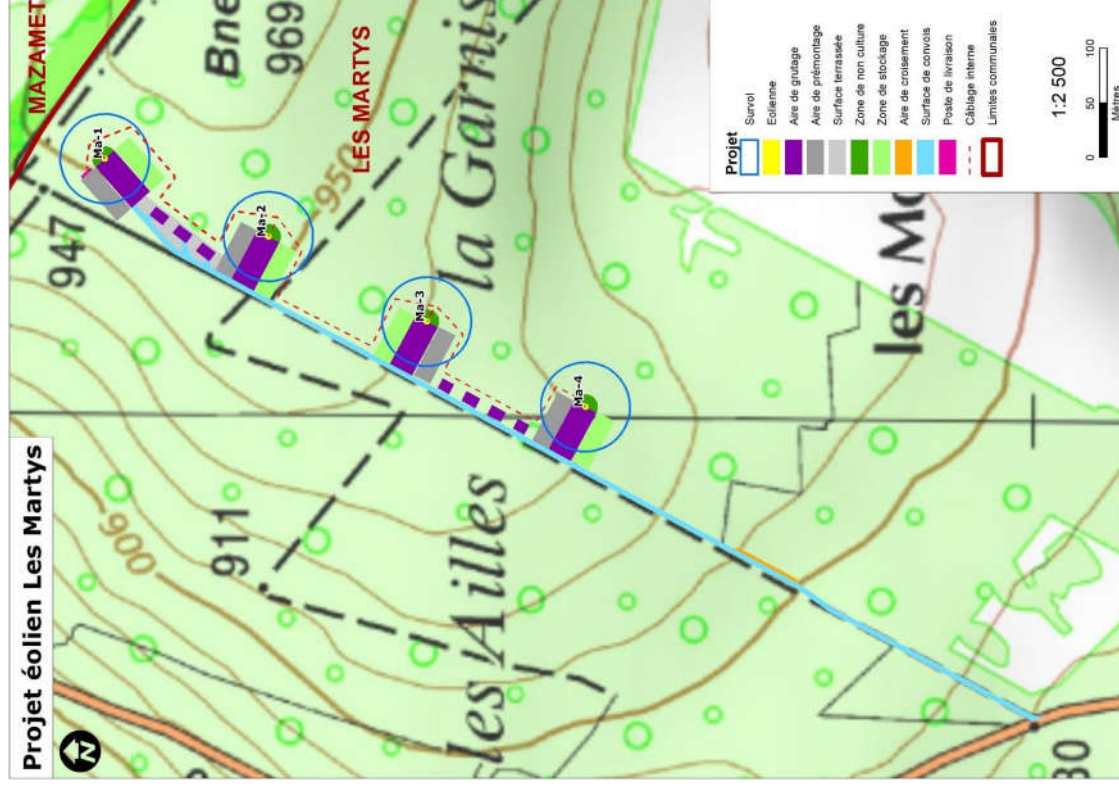 Projet éolien Les Martys
N
MAZAMET
LES MARTYS
Bne
969
947
911
900
950
Ma-1
Ma-2
Ma-3
Ma-4
la Garnis
les Ailles
les Mo
Projet
Survol
Eolienne
Aire de grutage
Aire de prémontage
Surface terrassée
Zone de non culture
Zone de stockage
Aire de croisement
Surface de convois
Poste de livraison
Câblage interne
Limites communales
1:2 500
0 50 100
Mètres